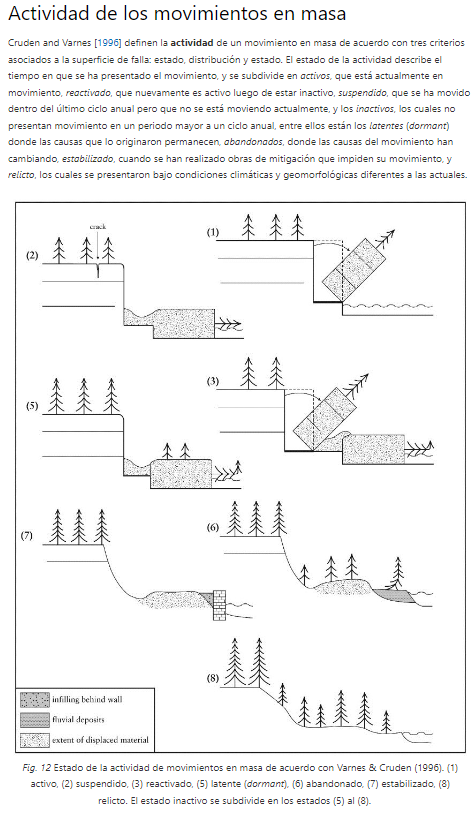 Actividad de los movimientos en masa
Cruden and Varnes [1996] definen la actividad de un movimiento en masa de acuerdo con tres criterios
asociados a la superficie de falla: estado, distribución y estado. El estado de la actividad describe el
tiempo en que se ha presentado el movimiento, y se subdivide en activos, que está actualmente en
movimiento, reactivado, que nuevamente es activo luego de estar inactivo, suspendido, que se ha movido
dentro del último ciclo anual pero que no se está moviendo actualmente, y los inactivos, los cuales no
presentan movimiento en un periodo mayor a un ciclo anual, entre ellos están los latentes (dormant)
donde las causas que lo originaron permanecen, abandonados, donde las causas del movimiento han
cambiando, estabilizado, cuando se han realizado obras de mitigación que impiden su movimiento, y
relicto, los cuales se presentaron bajo condiciones climáticas y geomorfológicas diferentes a las actuales.
crack
(1)
(2)
(3)
(5)
(6)
(7)
(8)
infilling behind wall
fluvial deposits
extent of displaced material
Fig. 12 Estado de la actividad de movimientos en masa de acuerdo con Varnes & Cruden (1996). (1)
activo, (2) suspendido, (3) reactivado, (5) latente (dormant), (6) abandonado, (7) estabilizado, (8)
relicto. El estado inactivo se subdivide en los estados (5) al (8).